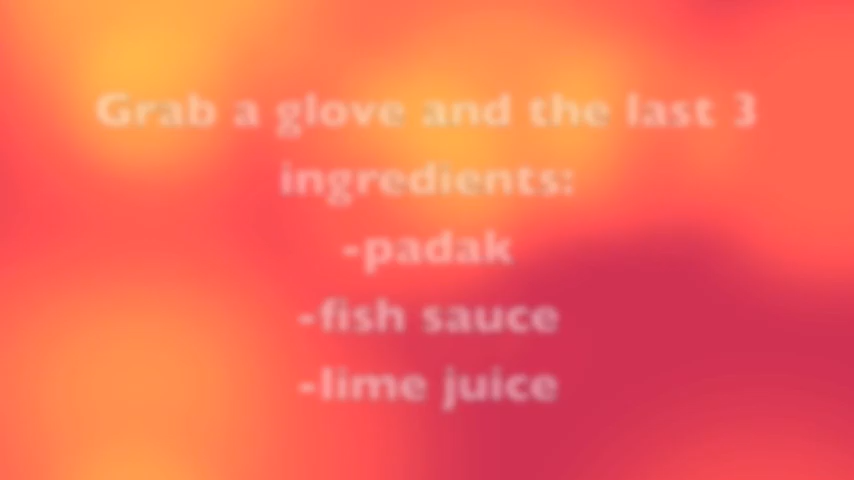 Grab a glove and the last 3
ingredients:
-padak
-fish sauce
-lime juice